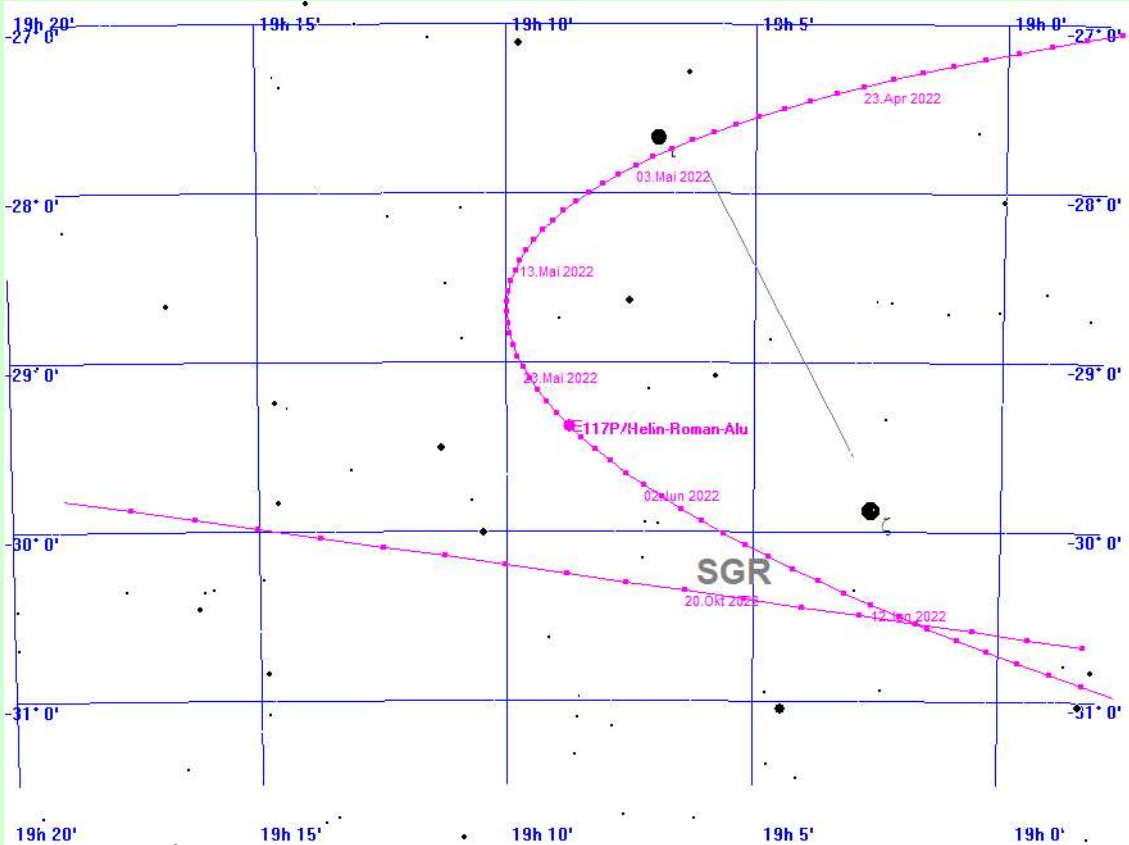 19h 20' 19h 15' 19h 10' 19h 5' 19h 0'
-27° 0' -27° 0'
23.Apr 2022
τ
03.Mai 2022
-28° 0' -28° 0'
13.Mai 2022
-29° 0' -29° 0'
23.Mai 2022
117P/Helin-Roman-Alu
02.Jun 2022
ζ
-30° 0' -30° 0'
SGR
20.Okt 2022
12.Jun 2022
-31° 0' -31° 0'
19h 20' 19h 15' 19h 10' 19h 5' 19h 0'